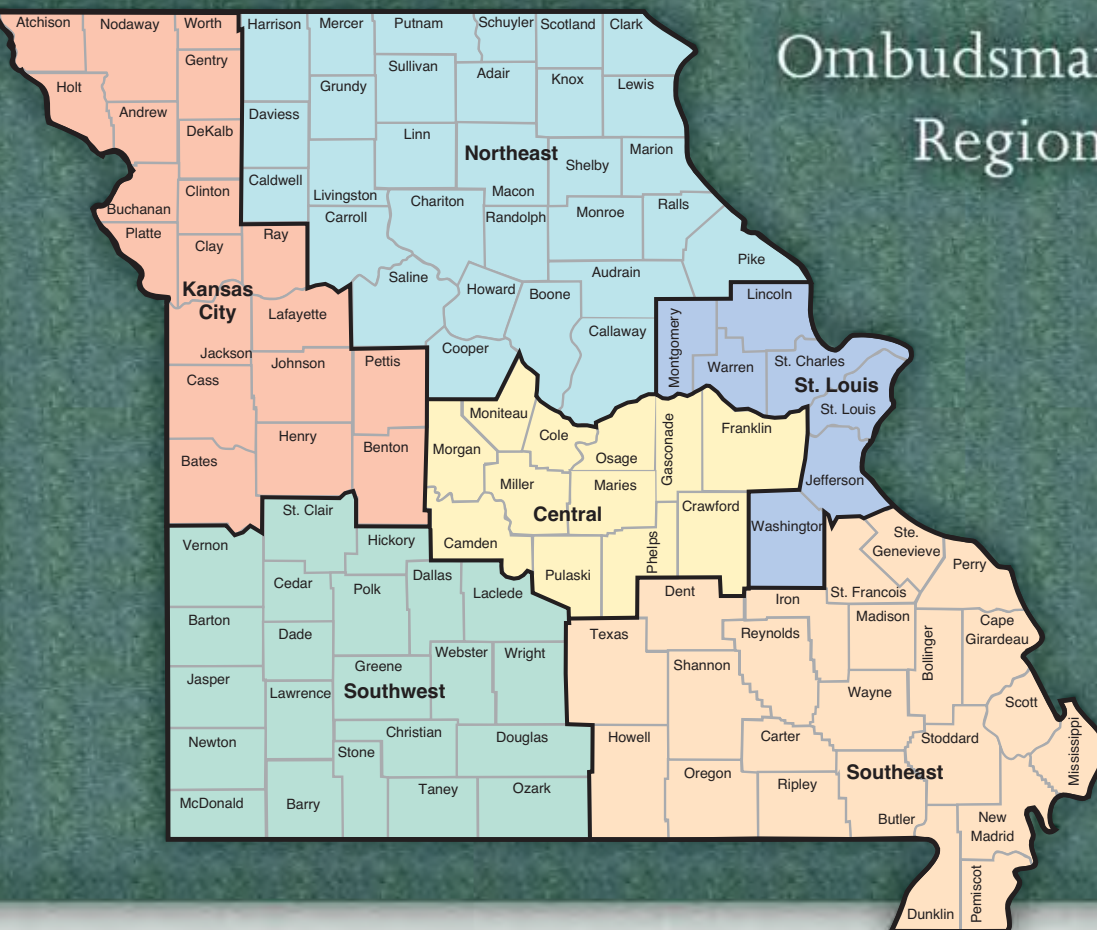 Ombudsma
Region
Atchison
Nodaway
Worth
Harrison
Mercer
Putnam
Schuyler
Scotland
Clark
Gentry
Sullivan
Adair
Knox
Lewis
Holt
Grundy
Andrew
DeKalb
Daviess
Linn
Northeast
Shelby
Marion
Caldwell
Livingston
Macon
Clinton
Buchanan
Chariton
Carroll
Randolph
Monroe
Ralls
Platte
Clay
Ray
Pike
Saline
Howard
Boone
Audrain
Kansas
City
Lafayette
Lincoln
Callaway
Montgomery
Jackson
Johnson
Pettis
Cooper
Warren
St. Charles
St. Louis
St. Louis
Cass
Moniteau
Cole
Gasconade
Franklin
Henry
Benton
Morgan
Osage
Bates
Miller
Maries
Jefferson
Central
Crawford
Washington
St. Clair
Vernon
Hickory
Camden
Phelps
Ste.
Genevieve
Perry
Cedar
Polk
Dallas
Laclede
Pulaski
Dent
Iron
St. Francois
Barton
Dade
Texas
Reynolds
Madison
Bollinger
Cape
Girardeau
Greene
Webster
Wright
Shannon
Jasper
Lawrence
Southwest
Wayne
Scott
Newton
Christian
Douglas
Howell
Carter
Stoddard
Mississippi
Stone
Oregon
Ripley
Southeast
McDonald
Barry
Taney
Ozark
Butler
New
Madrid
Pemiscot
Dunklin